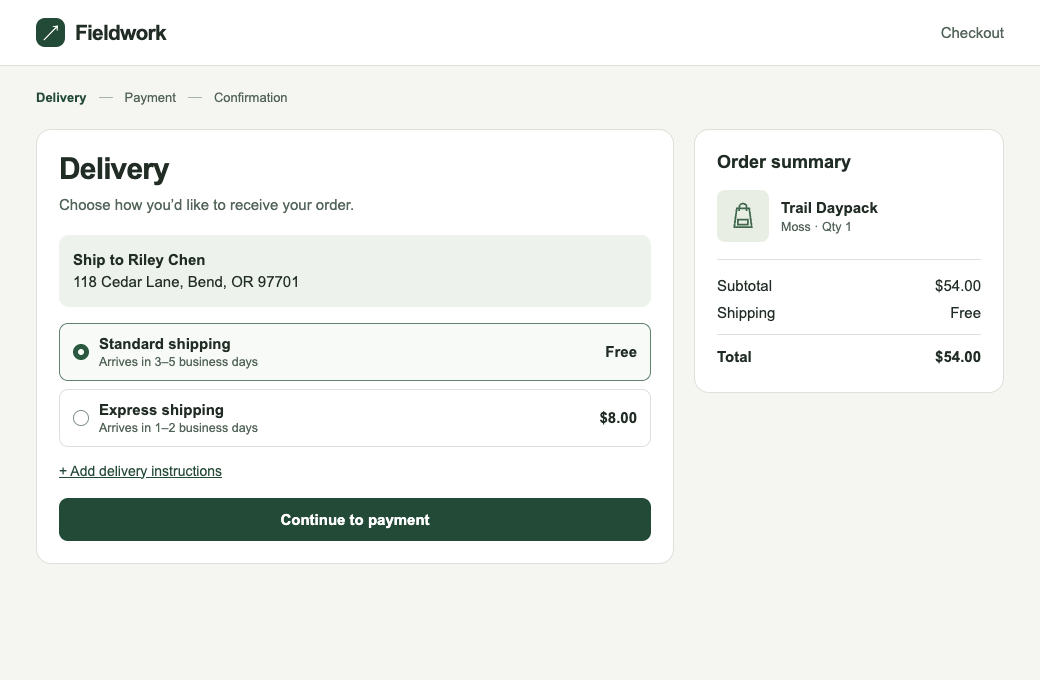 Fieldwork
Checkout
Delivery — Payment — Confirmation
Delivery
Choose how you’d like to receive your order.
Ship to Riley Chen
118 Cedar Lane, Bend, OR 97701
Standard shipping
Arrives in 3–5 business days
Free
Express shipping
Arrives in 1–2 business days
$8.00
+ Add delivery instructions
Continue to payment
Order summary
Trail Daypack
Moss · Qty 1
Subtotal $54.00
Shipping Free
Total $54.00